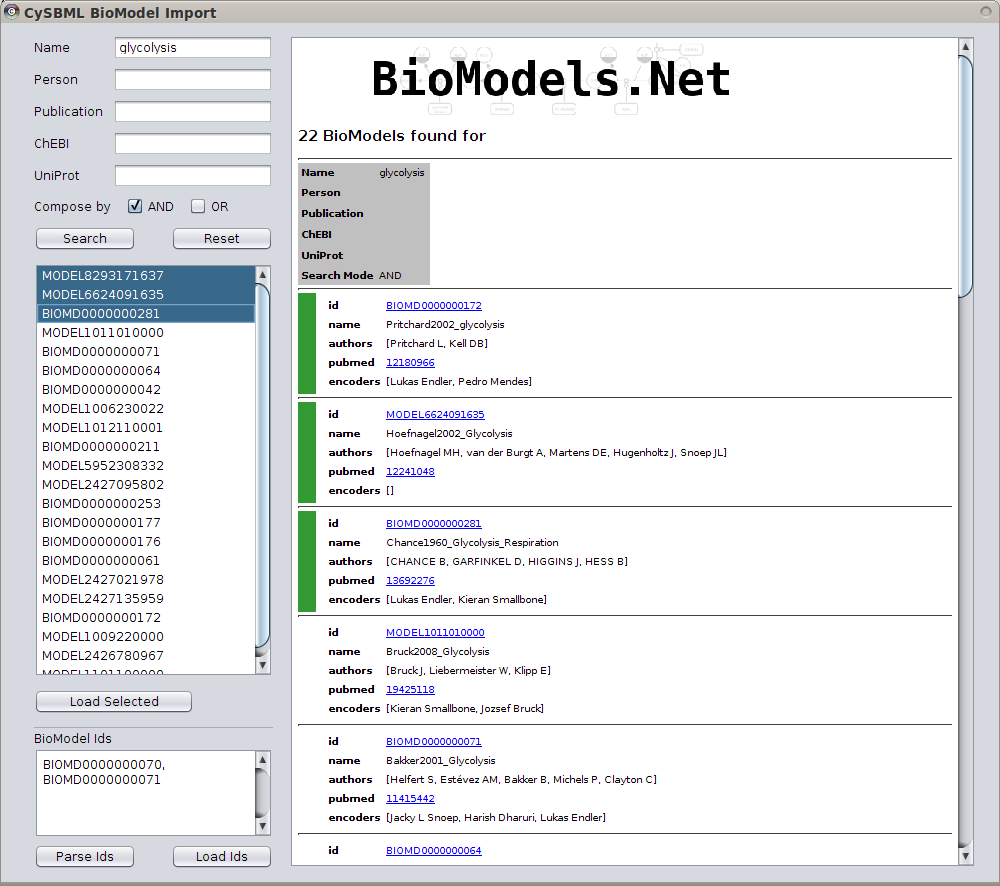 CySBML BioModel Import
Name glycolysis
Person
Publication
ChEBI
UniProt
Compose by AND OR
Search Reset
MODEL8293171637
MODEL6624091635
BIOMD0000000281
MODEL1011010000
BIOMD0000000071
BIOMD0000000064
BIOMD0000000042
MODEL1006230022
MODEL1012110001
BIOMD0000000211
MODEL5952308332
MODEL2427095802
BIOMD0000000253
BIOMD0000000177
BIOMD0000000176
BIOMD0000000061
MODEL2427021978
MODEL2427135959
BIOMD0000000172
MODEL1009220000
MODEL2426780967
MODEL1101100000
Load Selected
BioModel Ids
BIOMD0000000070,
BIOMD0000000071
Parse Ids Load Ids
BioModels.Net
22 BioModels found for
Name glycolysis
Person
Publication
ChEBI
UniProt
Search Mode AND
id BIOMD0000000172
name Pritchard2002_glycolysis
authors [Pritchard L, Kell DB]
pubmed 12180966
encoders [Lukas Endler, Pedro Mendes]
id MODEL6624091635
name Hoefnagel2002_Glycolysis
authors [Hoefnagel MH, van der Burgt A, Martens DE, Hugenholtz J, Snoep JL]
pubmed 12241048
encoders []
id BIOMD0000000281
name Chance1960_Glycolysis_Respiration
authors [CHANCE B, GARFINKEL D, HIGGINS J, HESS B]
pubmed 13692276
encoders [Lukas Endler, Kieran Smallbone]
id MODEL1011010000
name Bruck2008_Glycolysis
authors [Bruck J, Liebermeister W, Klipp E]
pubmed 19425118
encoders [Kieran Smallbone, Jozsef Bruck]
id BIOMD0000000071
name Bakker2001_Glycolysis
authors [Helfert S, Estévez AM, Bakker B, Michels P, Clayton C]
pubmed 11415442
encoders [Jacky L Snoep, Harish Dharuri, Lukas Endler]
id BIOMD0000000064